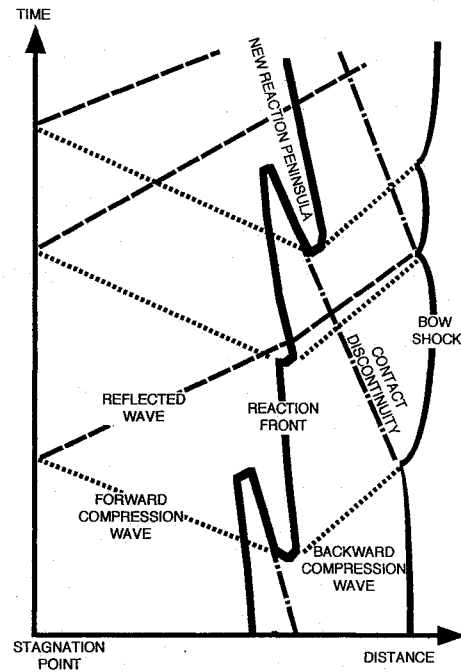 TIME
NEW REACTION PENINSULA
BOW
SHOCK
CONTACT
DISCONTINUITY
REFLECTED
WAVE
REACTION
FRONT
FORWARD
COMPRESSION
WAVE
BACKWARD
COMPRESSION
WAVE
STAGNATION
POINT
DISTANCE